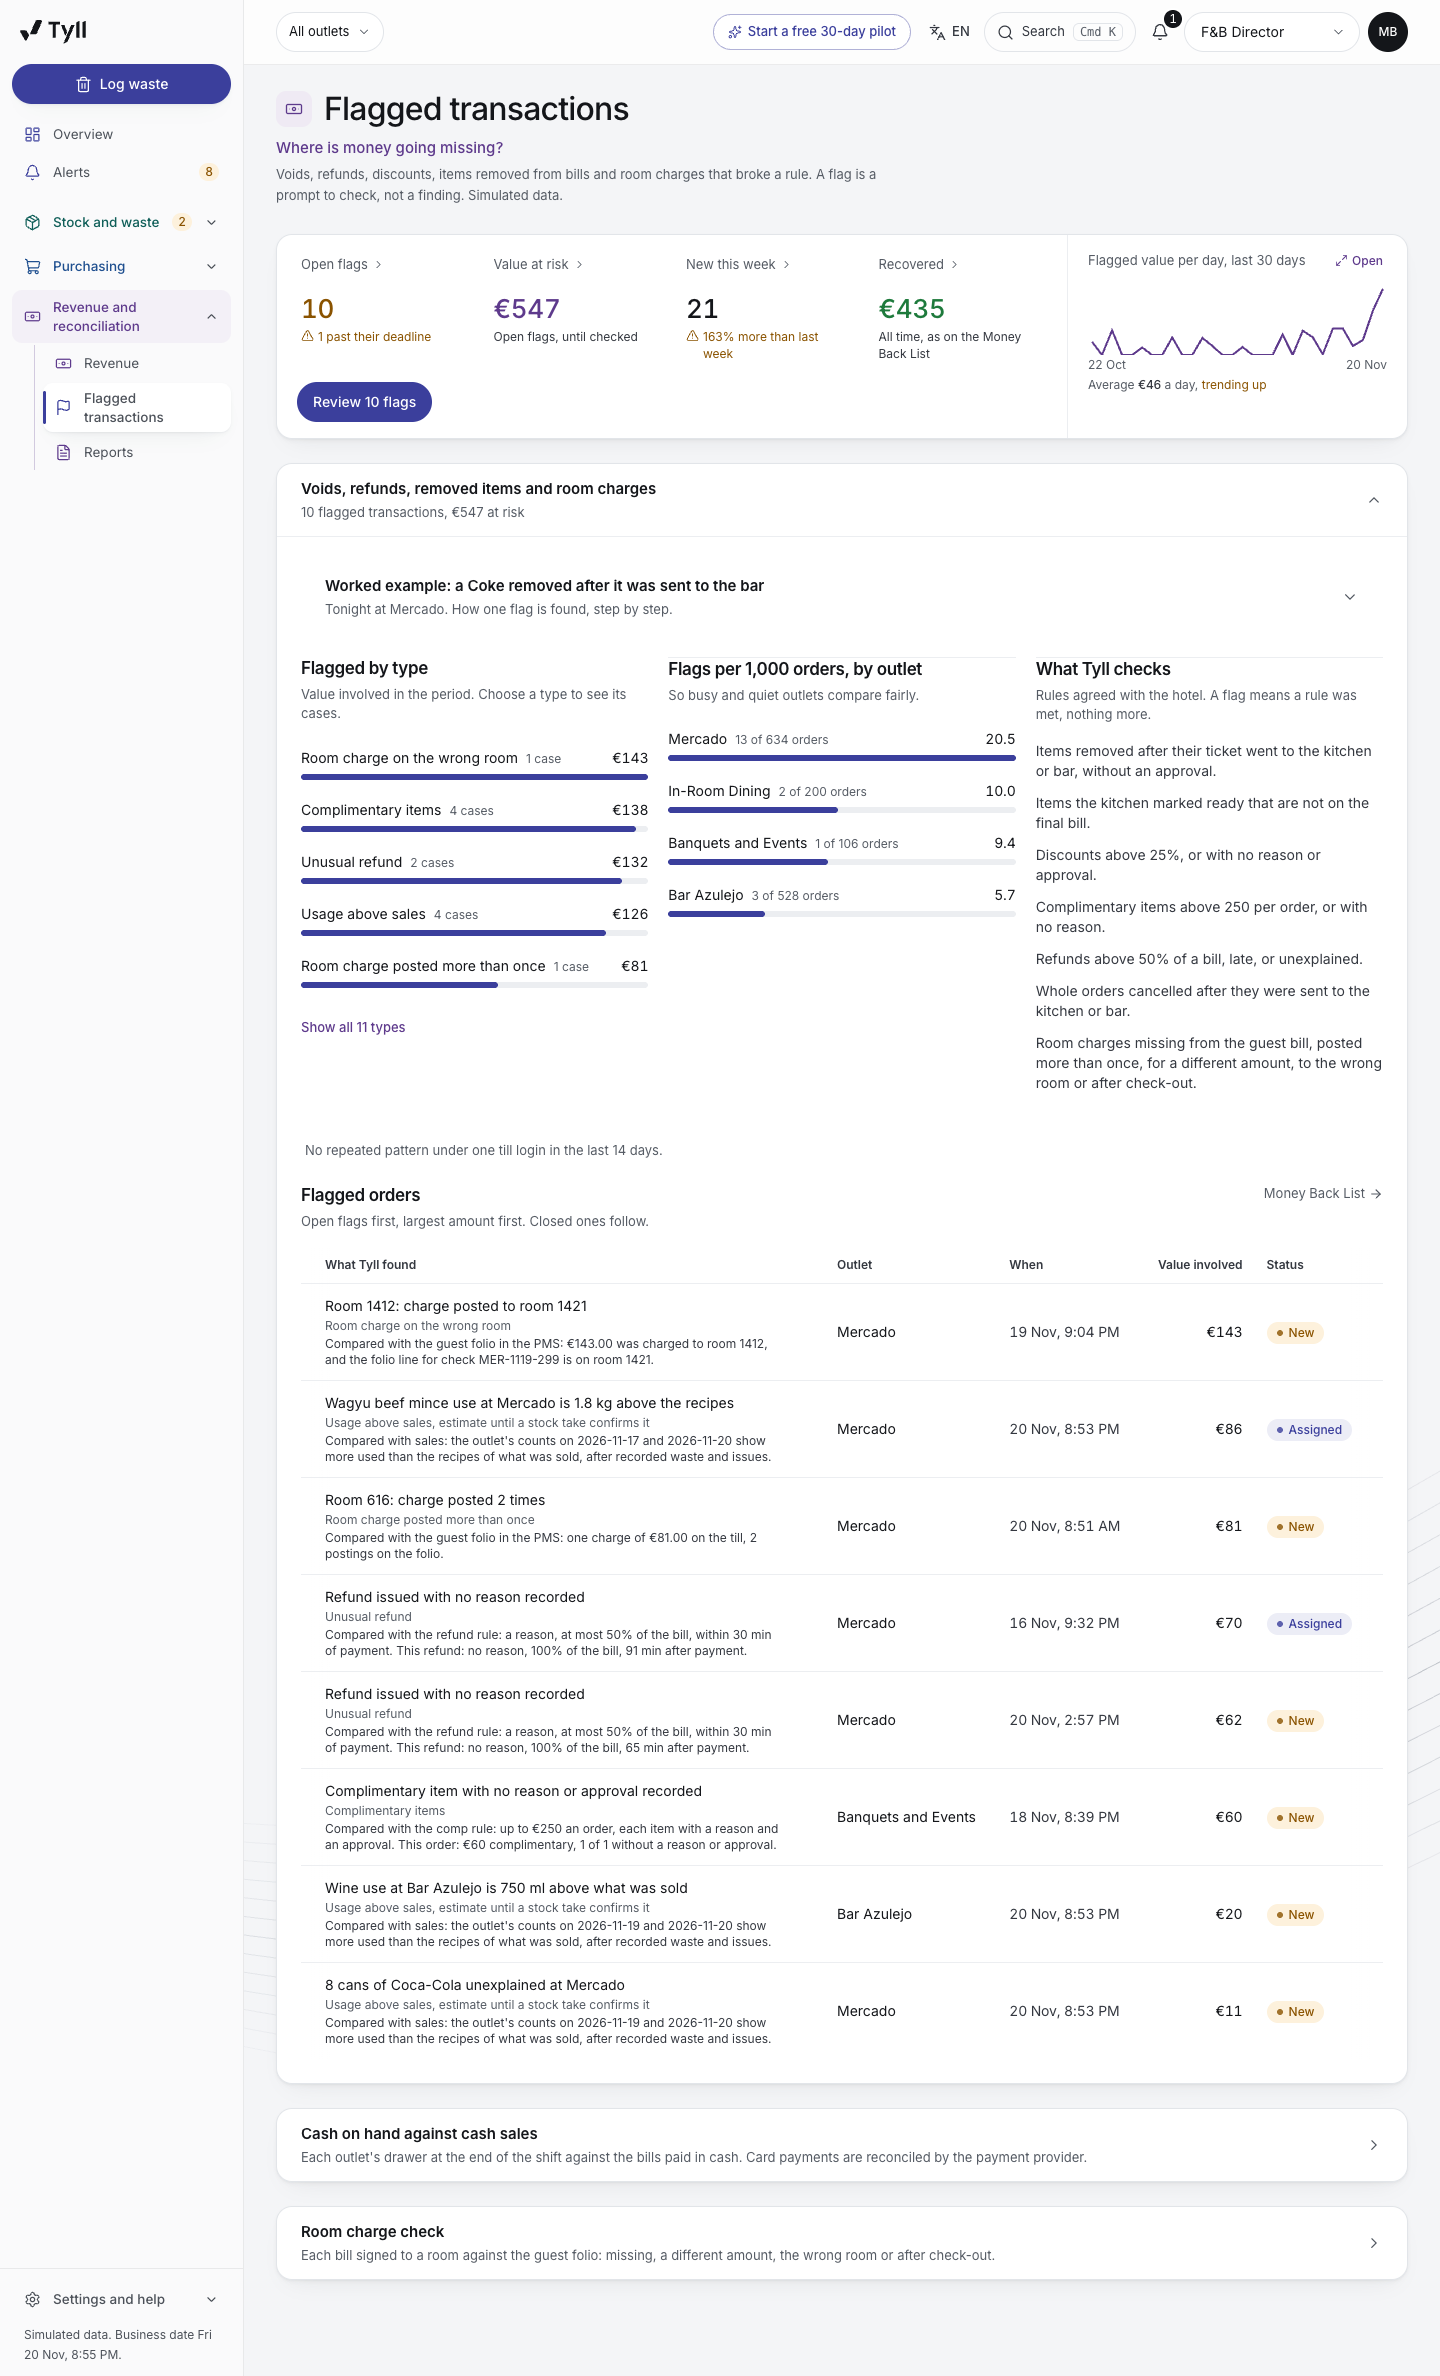 Tyll
All outlets
Start a free 30-day pilot
EN
Search
Cmd K
1
F&B Director
MB
Log waste
Overview
Alerts
8
Stock and waste
2
Purchasing
Revenue and
reconciliation
Revenue
Flagged
transactions
Reports
Flagged transactions
Where is money going missing?
Voids, refunds, discounts, items removed from bills and room charges that broke a rule. A flag is a
prompt to check, not a finding. Simulated data.
Open flags
10
1 past their deadline
Value at risk
€547
Open flags, until checked
New this week
21
163% more than last
week
Recovered
€435
All time, as on the Money
Back List
Review 10 flags
Flagged value per day, last 30 days
Open
22 Oct
20 Nov
Average €46 a day, trending up
Voids, refunds, removed items and room charges
10 flagged transactions, €547 at risk
Worked example: a Coke removed after it was sent to the bar
Tonight at Mercado. How one flag is found, step by step.
Flagged by type
Value involved in the period. Choose a type to see its
cases.
Room charge on the wrong room 1 case €143
Complimentary items 4 cases €138
Unusual refund 2 cases €132
Usage above sales 4 cases €126
Room charge posted more than once 1 case €81
Show all 11 types
Flags per 1,000 orders, by outlet
So busy and quiet outlets compare fairly.
Mercado 13 of 634 orders 20.5
In-Room Dining 2 of 200 orders 10.0
Banquets and Events 1 of 106 orders 9.4
Bar Azulejo 3 of 528 orders 5.7
What Tyll checks
Rules agreed with the hotel. A flag means a rule was
met, nothing more.
Items removed after their ticket went to the kitchen
or bar, without an approval.
Items the kitchen marked ready that are not on the
final bill.
Discounts above 25%, or with no reason or
approval.
Complimentary items above 250 per order, or with
no reason.
Refunds above 50% of a bill, late, or unexplained.
Whole orders cancelled after they were sent to the
kitchen or bar.
Room charges missing from the guest bill, posted
more than once, for a different amount, to the wrong
room or after check-out.
No repeated pattern under one till login in the last 14 days.
Flagged orders
Money Back List
Open flags first, largest amount first. Closed ones follow.
What Tyll found Outlet When Value involved Status
Room 1412: charge posted to room 1421
Room charge on the wrong room
Compared with the guest folio in the PMS: €143.00 was charged to room 1412,
and the folio line for check MER-1119-299 is on room 1421.
Mercado 19 Nov, 9:04 PM €143 New
Wagyu beef mince use at Mercado is 1.8 kg above the recipes
Usage above sales, estimate until a stock take confirms it
Compared with sales: the outlet's counts on 2026-11-17 and 2026-11-20 show
more used than the recipes of what was sold, after recorded waste and issues.
Mercado 20 Nov, 8:53 PM €86 Assigned
Room 616: charge posted 2 times
Room charge posted more than once
Compared with the guest folio in the PMS: one charge of €81.00 on the till, 2
postings on the folio.
Mercado 20 Nov, 8:51 AM €81 New
Refund issued with no reason recorded
Unusual refund
Compared with the refund rule: a reason, at most 50% of the bill, within 30 min
of payment. This refund: no reason, 100% of the bill, 91 min after payment.
Mercado 16 Nov, 9:32 PM €70 Assigned
Refund issued with no reason recorded
Unusual refund
Compared with the refund rule: a reason, at most 50% of the bill, within 30 min
of payment. This refund: no reason, 100% of the bill, 65 min after payment.
Mercado 20 Nov, 2:57 PM €62 New
Complimentary item with no reason or approval recorded
Complimentary items
Compared with the comp rule: up to €250 an order, each item with a reason and
an approval. This order: €60 complimentary, 1 of 1 without a reason or approval.
Banquets and Events 18 Nov, 8:39 PM €60 New
Wine use at Bar Azulejo is 750 ml above what was sold
Usage above sales, estimate until a stock take confirms it
Compared with sales: the outlet's counts on 2026-11-19 and 2026-11-20 show
more used than the recipes of what was sold, after recorded waste and issues.
Bar Azulejo 20 Nov, 8:53 PM €20 New
8 cans of Coca-Cola unexplained at Mercado
Usage above sales, estimate until a stock take confirms it
Compared with sales: the outlet's counts on 2026-11-19 and 2026-11-20 show
more used than the recipes of what was sold, after recorded waste and issues.
Mercado 20 Nov, 8:53 PM €11 New
Cash on hand against cash sales
Each outlet's drawer at the end of the shift against the bills paid in cash. Card payments are reconciled by the payment provider.
Room charge check
Each bill signed to a room against the guest folio: missing, a different amount, the wrong room or after check-out.
Settings and help
Simulated data. Business date Fri
20 Nov, 8:55 PM.